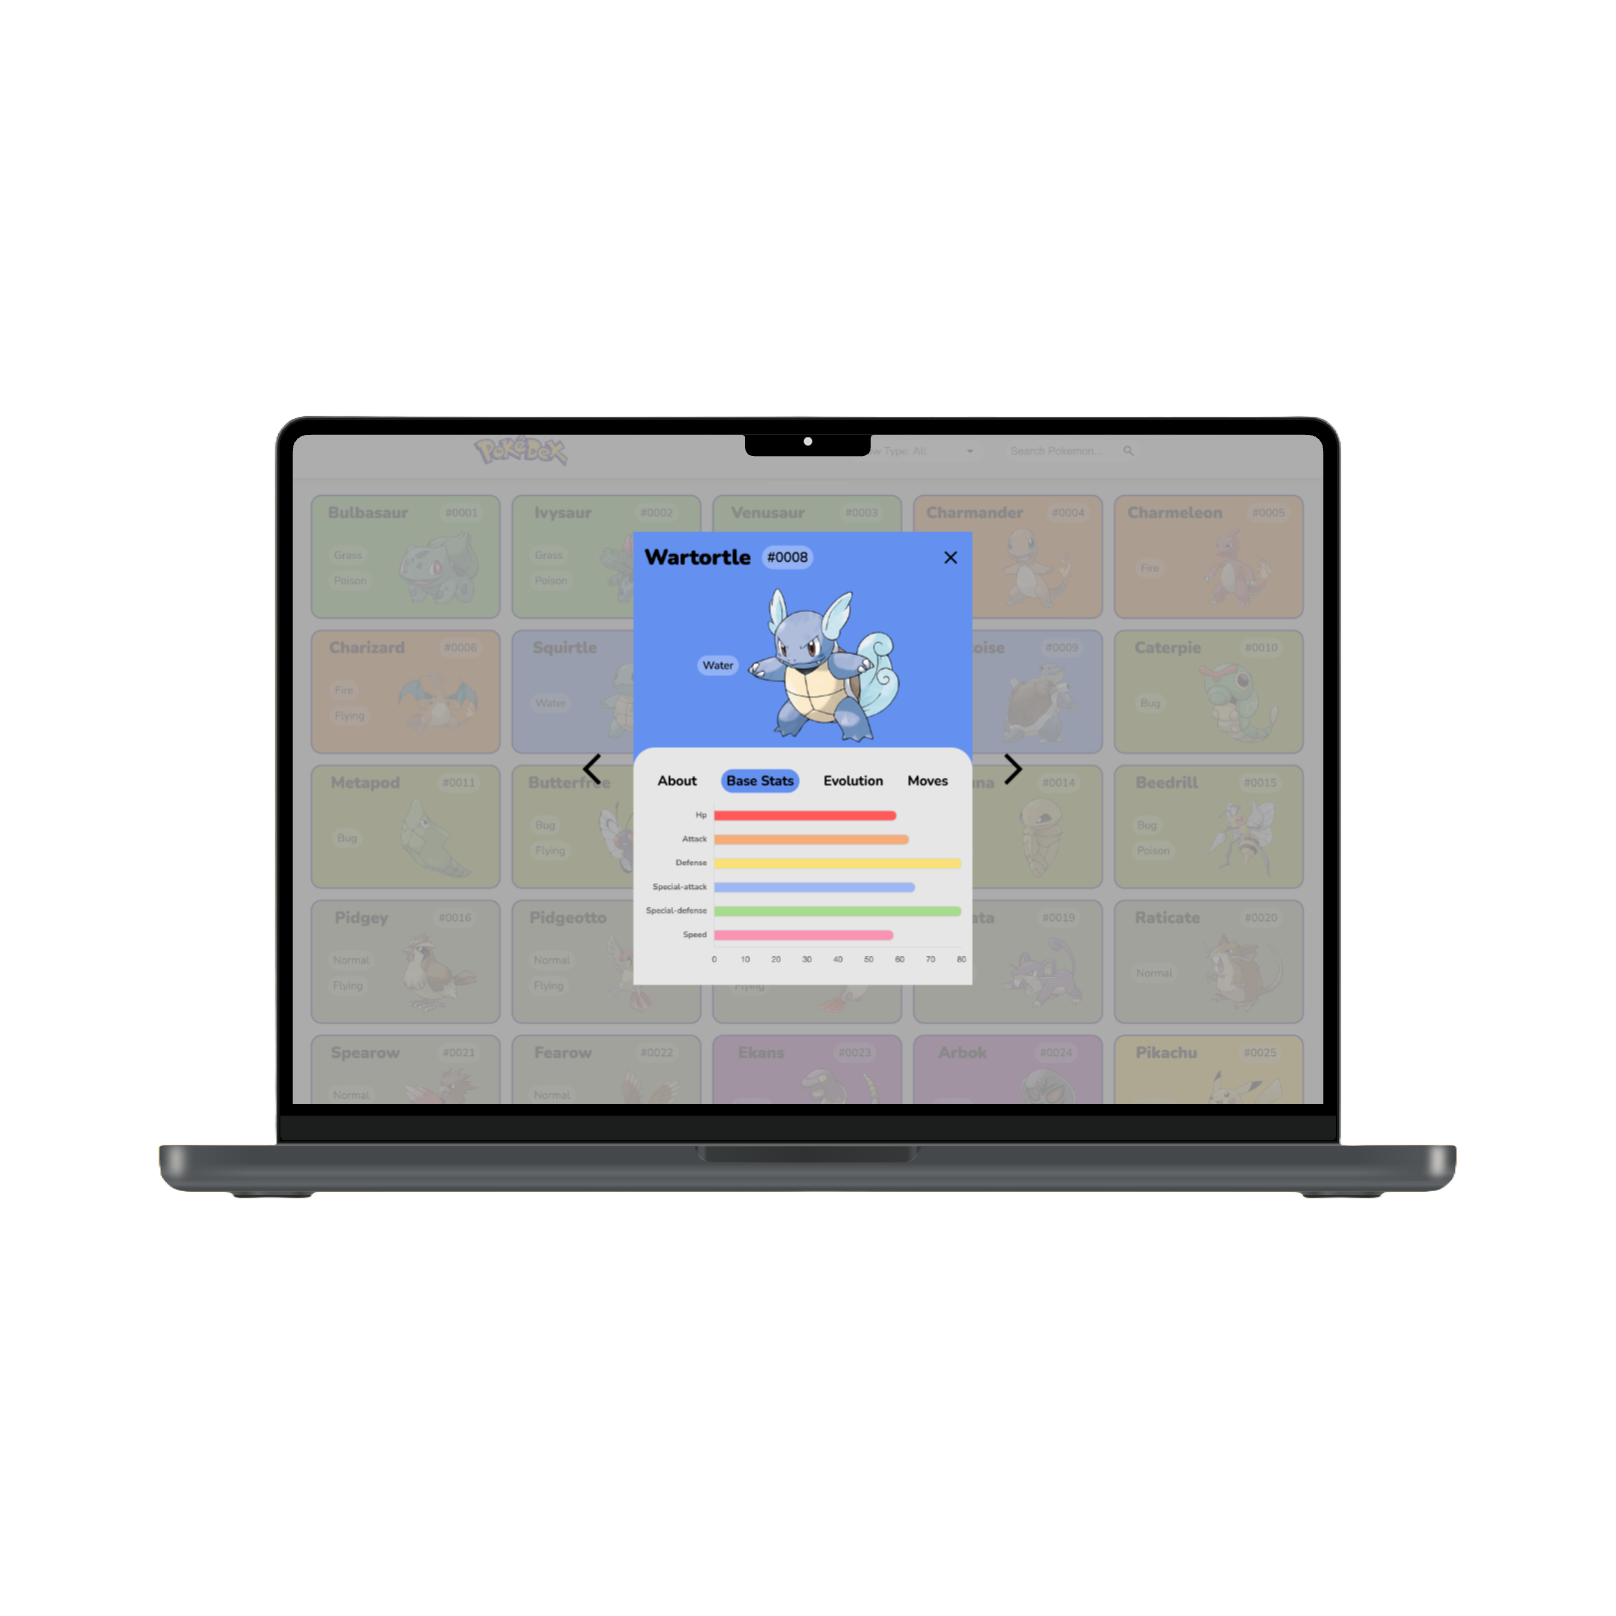 PokéDex
Type: All
Search Pokemon...
Bulbasaur #0001
Grass
Poison
Ivysaur #0002
Grass
Poison
Venusaur #0003
Charmander #0004
Charmeleon #0005
Fire
Charizard #0006
Fire
Flying
Squirtle
Water
oise #0009
Caterpie #0010
Bug
Metapod #0011
Bug
Butterfree
Bug
Flying
na #0014
Beedrill #0015
Bug
Poison
Pidgey #0016
Normal
Flying
Pidgeotto
Normal
Flying
Flying
ata #0019
Raticate #0020
Normal
Spearow #0021
Normal
Fearow #0022
Normal
Ekans #0023
Arbok #0024
Pikachu #0025
Wartortle #0008
Water
About Base Stats Evolution Moves
Hp
Attack
Defense
Special-attack
Special-defense
Speed
0 10 20 30 40 50 60 70 80